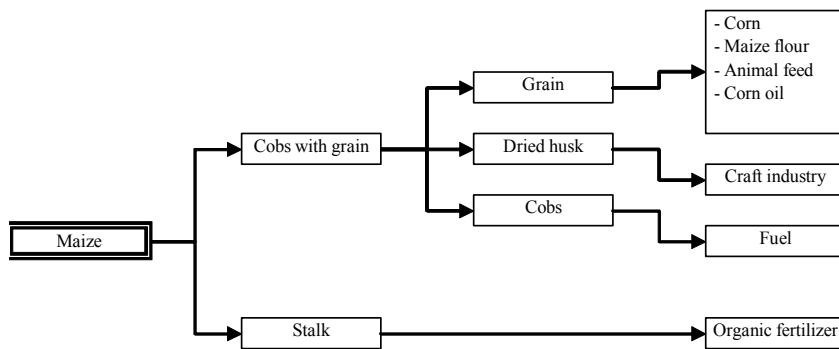 - Corn
- Maize flour
- Animal feed
- Corn oil
Grain
Cobs with grain
Dried husk
Craft industry
Cobs
Maize
Fuel
Stalk
Organic fertilizer